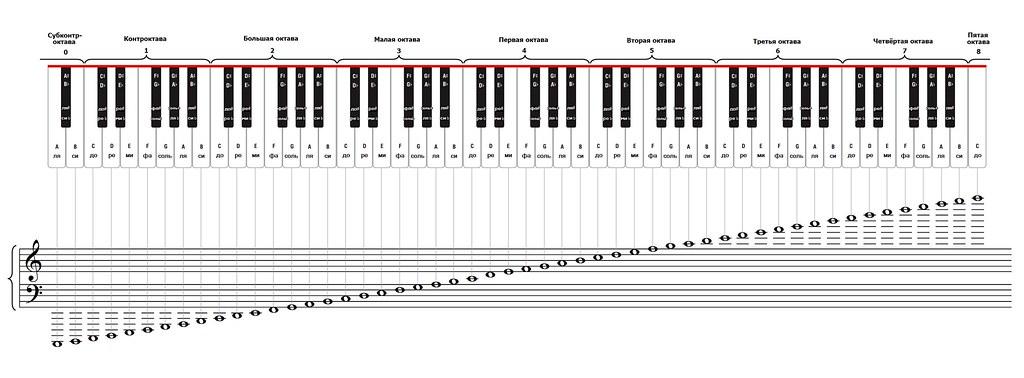 Субконтр-
октава
0
Контроктава
1
Большая октава
2
Малая октава
3
Первая октава
4
Вторая октава
5
Третья октава
6
Четвёртая октава
7
Пятая
октава
8
A# C# D# F# G# A# C# D# F# G# A# C# D# F# G# A# C# D# F# G# A# C# D# F# G# A# C# D# F# G# A# C# D# F# G# A#
B♭ D♭ E♭ G♭ A♭ B♭ D♭ E♭ G♭ A♭ B♭ D♭ E♭ G♭ A♭ B♭ D♭ E♭ G♭ A♭ B♭ D♭ E♭ G♭ A♭ B♭ D♭ E♭ G♭ A♭ B♭ D♭ E♭ G♭ A♭ B♭
A B C D E F G A B C D E F G A B C D E F G A B C D E F G A B C D E F G A B C D E F G A B C D E F G A B C
ля си до ре ми фа соль ля си до ре ми фа соль ля си до ре ми фа соль ля си до ре ми фа соль ля си до ре ми фа соль ля си до ре ми фа соль ля си до ре ми фа соль ля си до